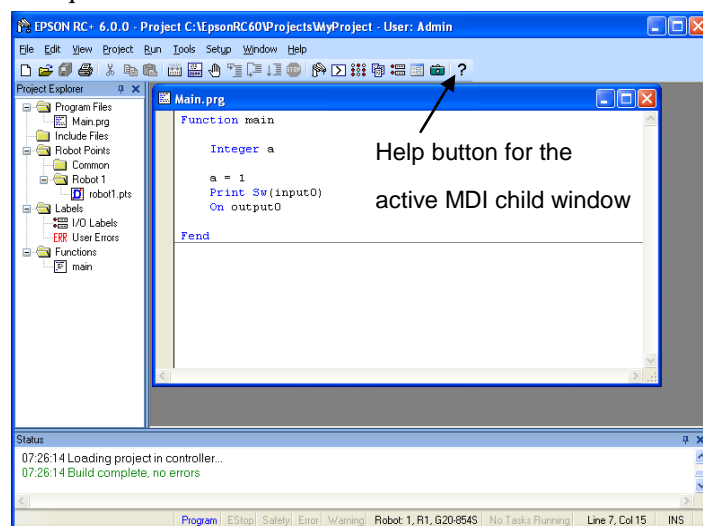 EPSON RC+ 6.0.0 - Project C:\EpsonRC60\Projects\MyProject - User: Admin
File Edit View Project Run Tools Setup Window Help
?
Project Explorer
Program Files
Main.prg
Include Files
Robot Points
Common
Robot 1
robot1.pts
Labels
I/O Labels
ERR User Errors
Functions
main
Main.prg
Function main
Integer a
a = 1
Print Sw(input0)
On output0
Fend
Help button for the
active MDI child window
Status
07:26:14 Loading project in controller...
07:26:14 Build complete, no errors
Program EStop Safety Error Warning Robot: 1, R1, G20-854S No Tasks Running Line 7, Col 15 INS